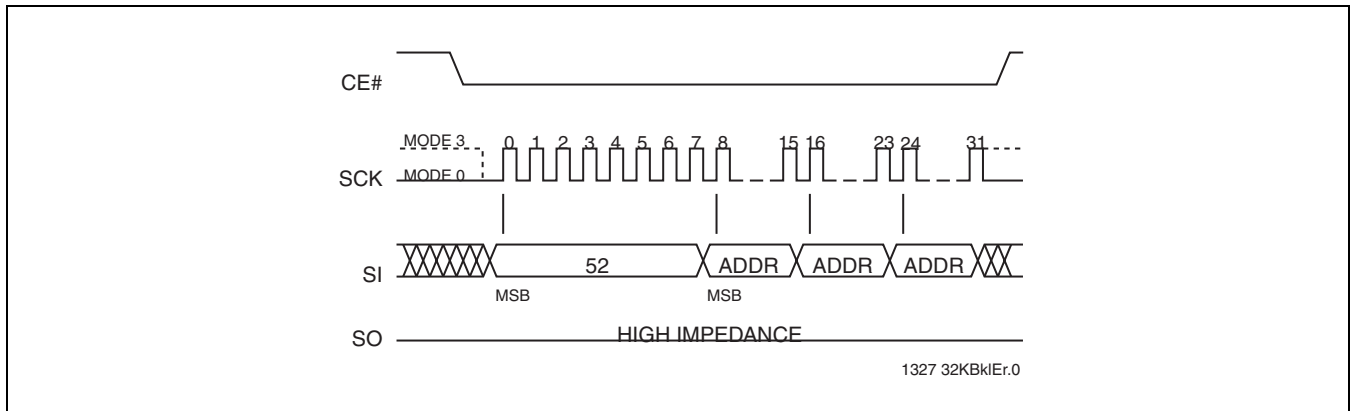 CE#
MODE 3 0 1 2 3 4 5 6 7 8 15 16 23 24 31
SCK MODE 0
SI 52 ADDR ADDR ADDR
MSB MSB
SO HIGH IMPEDANCE
1327 32KBklEr.0